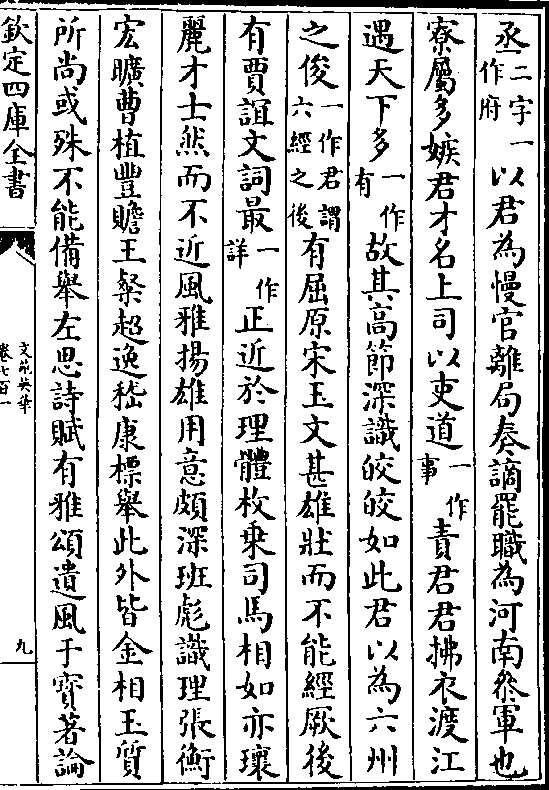 丞二字一作府以君為慢官離局奏謫罷職為河南叅軍也
寮屬多嫉君才名上司以吏道一作事責君君拂衣渡江
遇天下多一作有故其高節深識皎皎如此君以為六州
之俊一作君謂六經之後有屈原宋玉文甚雄壯而不能經厥後
有賈誼文詞最一作詳正近於理體枚乗司馬相如亦瓌
麗才士然而不近風雅揚雄用意頗深班彪識理張衡
宏曠曹植豐贍王粲超逸嵇康標舉此外皆金相玉質
所尚或殊不能備舉左思詩賦有雅頌遺風干寳著論
欽定四庫全書
文苑英華
卷七百一
九